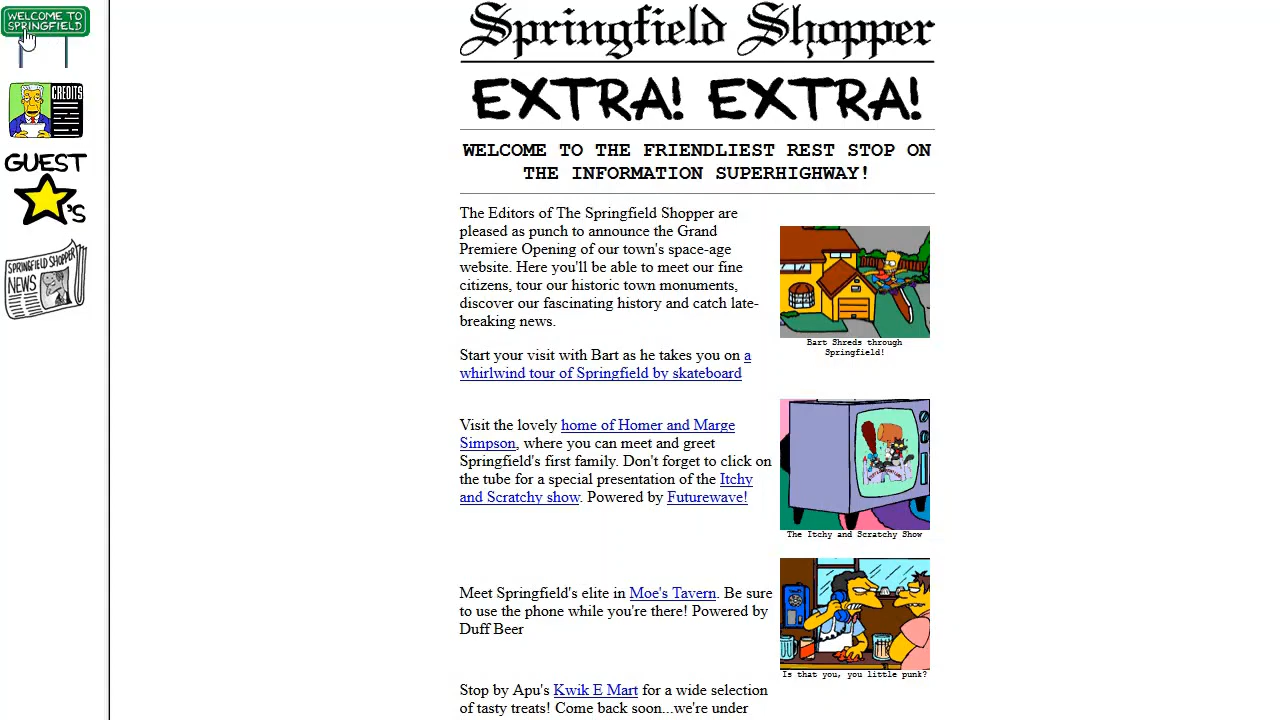 WELCOME TO
SPRINGFIELD
CREDITS
GUEST
'S
SPRINGFIELD SHOPPER
NEWS
Springfield Shopper
EXTRA! EXTRA!
WELCOME TO THE FRIENDLIEST REST STOP ON
THE INFORMATION SUPERHIGHWAY!
The Editors of The Springfield Shopper are
pleased as punch to announce the Grand
Premiere Opening of our town's space-age
website. Here you'll be able to meet our fine
citizens, tour our historic town monuments,
discover our fascinating history and catch late-
breaking news.
Bart Shreds through
Springfield!
Start your visit with Bart as he takes you on a
whirlwind tour of Springfield by skateboard
Visit the lovely home of Homer and Marge
Simpson, where you can meet and greet
Springfield's first family. Don't forget to click on
the tube for a special presentation of the Itchy
and Scratchy show. Powered by Futurewave!
The Itchy and Scratchy Show
Meet Springfield's elite in Moe's Tavern. Be sure
to use the phone while you're there! Powered by
Duff Beer
Is that you, you little punk?
Stop by Apu's Kwik E Mart for a wide selection
of tasty treats! Come back soon...we're under